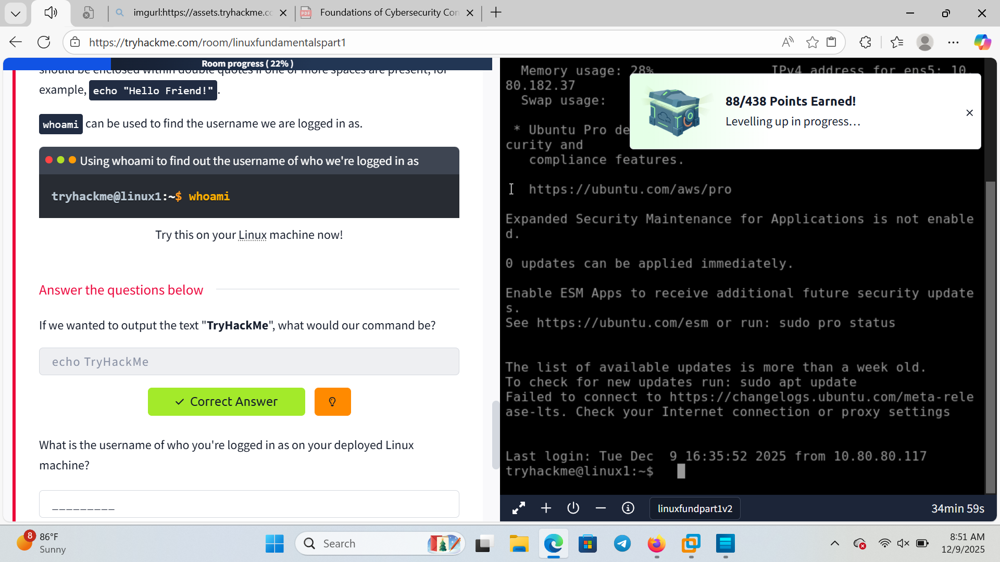 imgurl:https://assets.tryhackme.co
Foundations of Cybersecurity Con
https://tryhackme.com/room/linuxfundamentalspart1
Room progress ( 22% )
should be enclosed within double quotes if one or more spaces are present, for
example, echo "Hello Friend!".
whoami can be used to find the username we are logged in as.
Using whoami to find out the username of who we're logged in as
tryhackme@linux1:~$ whoami
Try this on your Linux machine now!
Answer the questions below
If we wanted to output the text "TryHackMe", what would our command be?
echo TryHackMe
Correct Answer
What is the username of who you're logged in as on your deployed Linux
machine?
_________
Memory usage: 28% IPv4 address for ens5: 10.
80.182.37
Swap usage:
88/438 Points Earned!
Levelling up in progress...
* Ubuntu Pro de
curity and
compliance features.
https://ubuntu.com/aws/pro
Expanded Security Maintenance for Applications is not enable
d.
0 updates can be applied immediately.
Enable ESM Apps to receive additional future security update
s.
See https://ubuntu.com/esm or run: sudo pro status
The list of available updates is more than a week old.
To check for new updates run: sudo apt update
Failed to connect to https://changelogs.ubuntu.com/meta-rele
ase-lts. Check your Internet connection or proxy settings
Last login: Tue Dec  9 16:35:52 2025 from 10.80.80.117
tryhackme@linux1:~$
linuxfundpart1v2
34min 59s
8
86°F
Sunny
Search
8:51 AM
12/9/2025